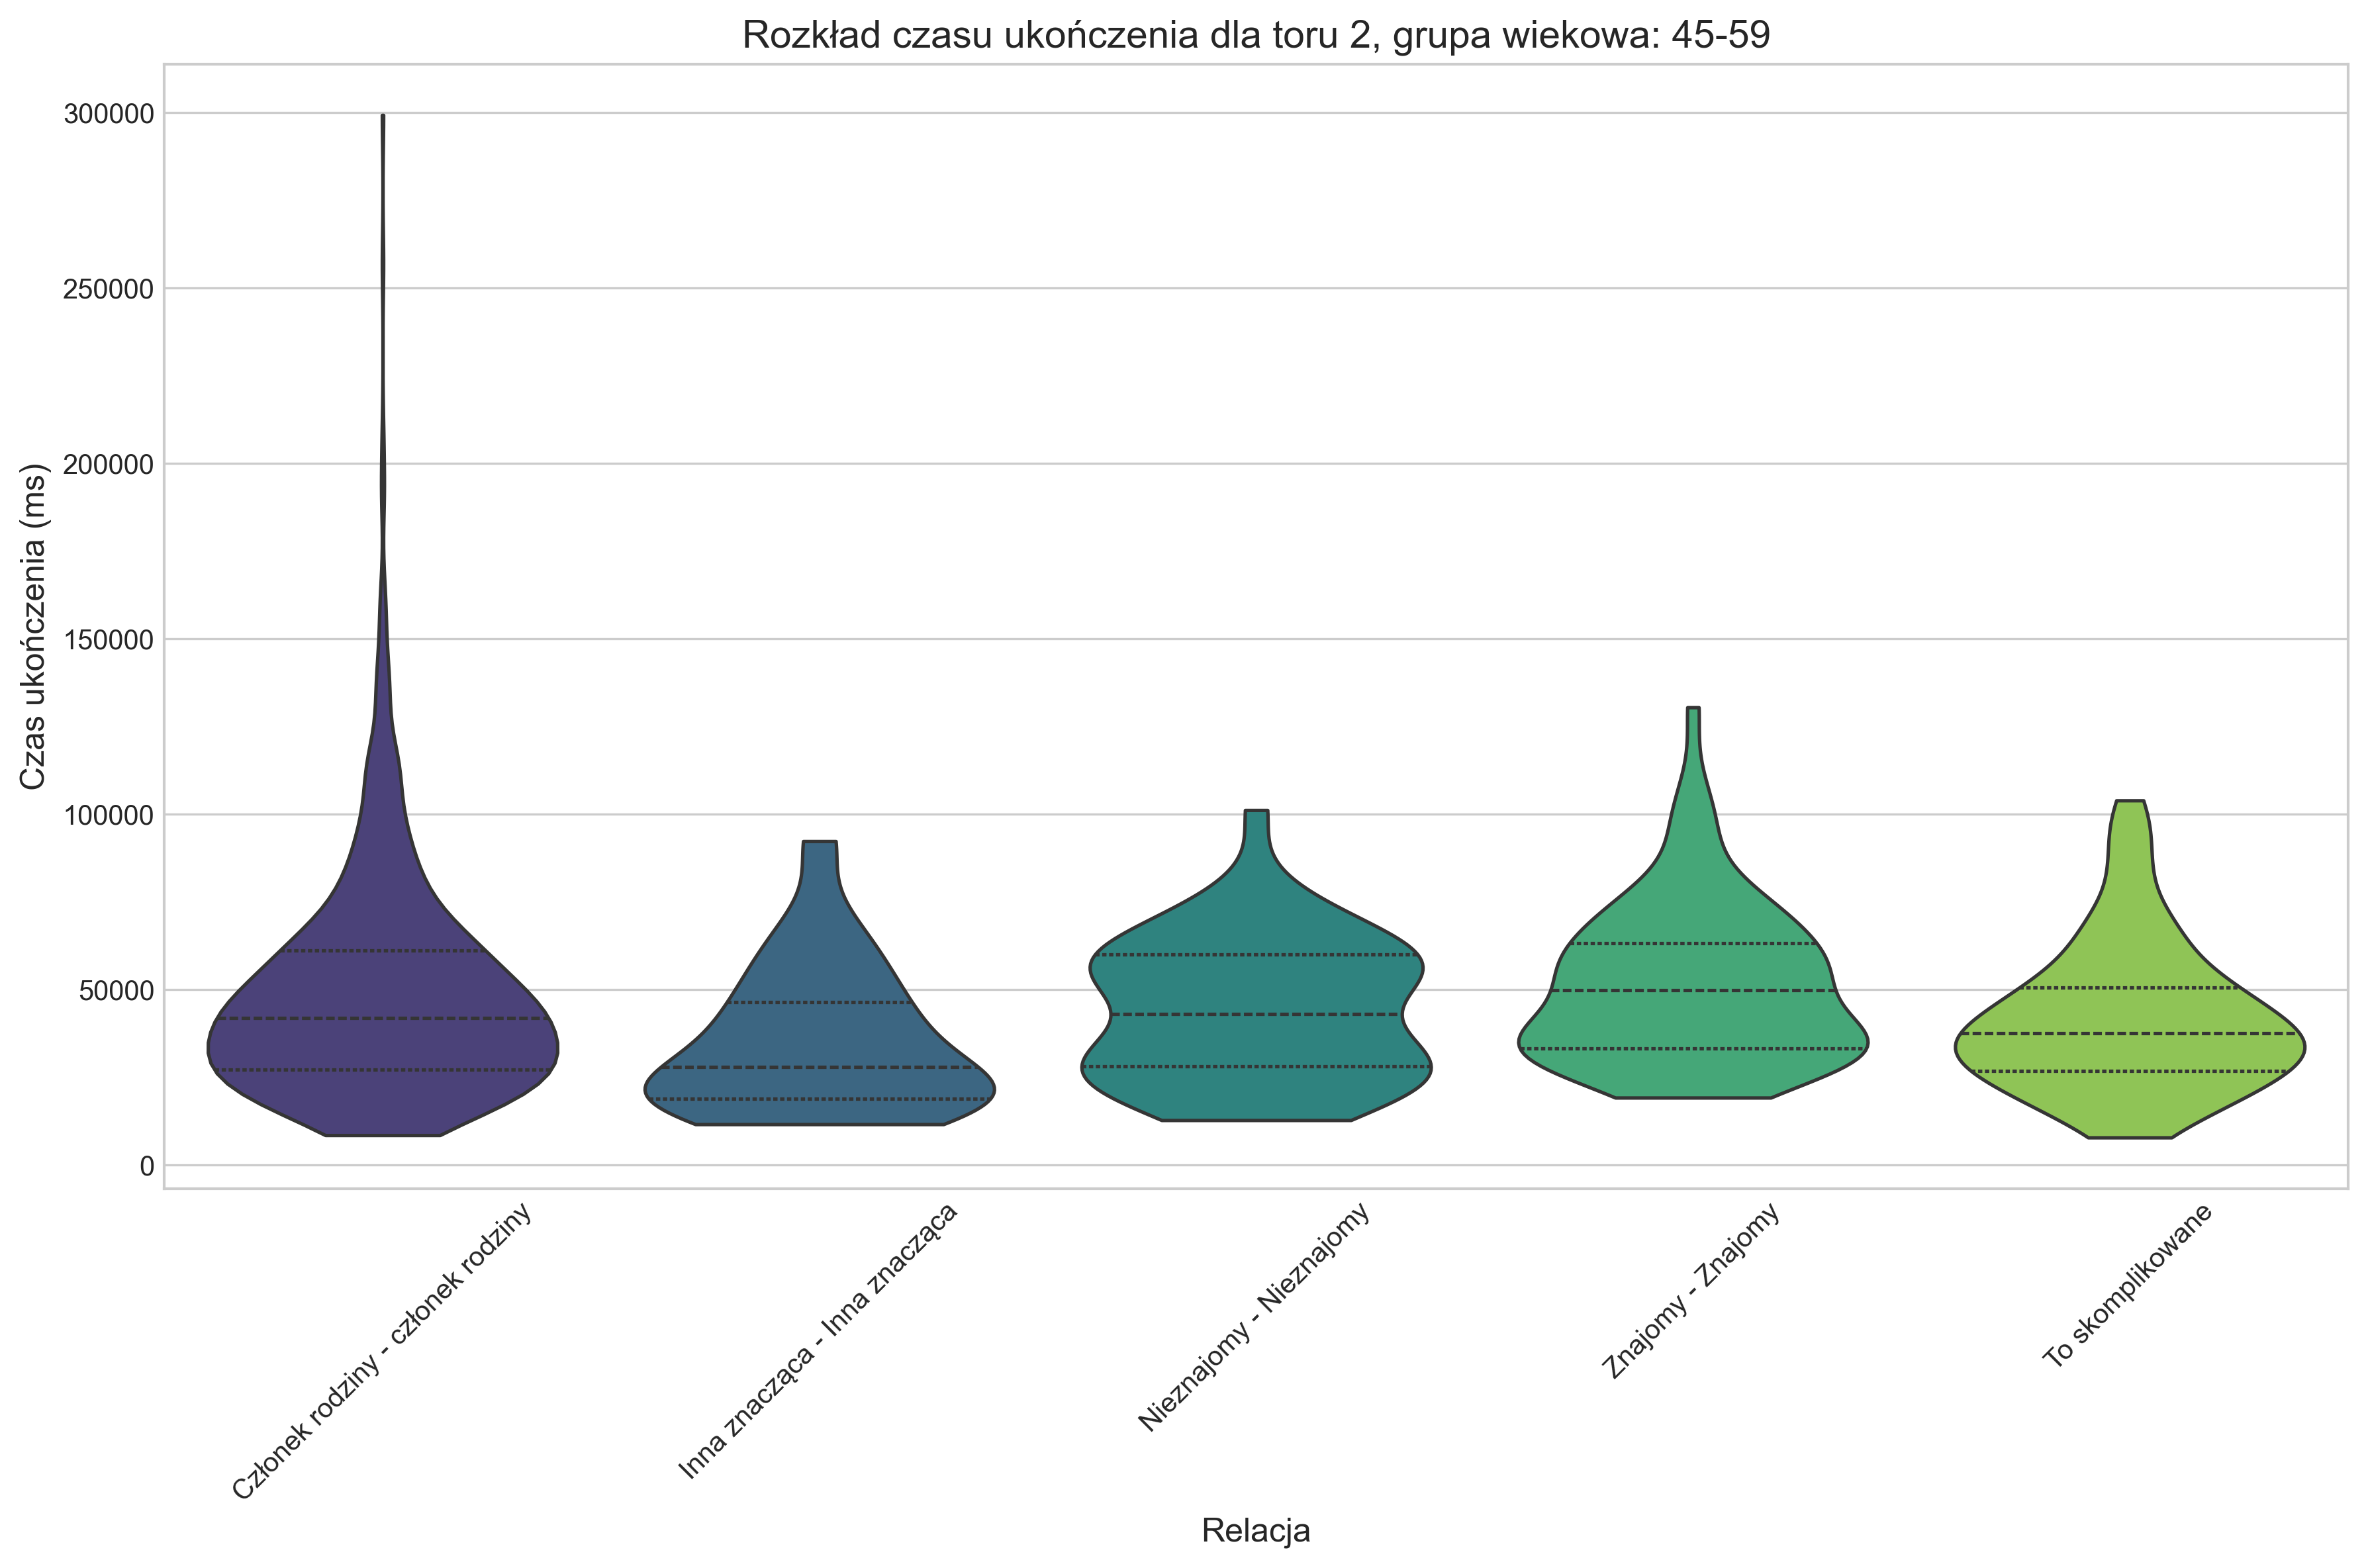 Rozkład czasu ukończenia dla toru 2, grupa wiekowa: 45-59
Czas ukończenia (ms)
300000
250000
200000
150000
100000
50000
0
Członek rodziny - członek rodziny
Inna znacząca - Inna znacząca
Nieznajomy - Nieznajomy
Znajomy - Znajomy
To skomplikowane
Relacja